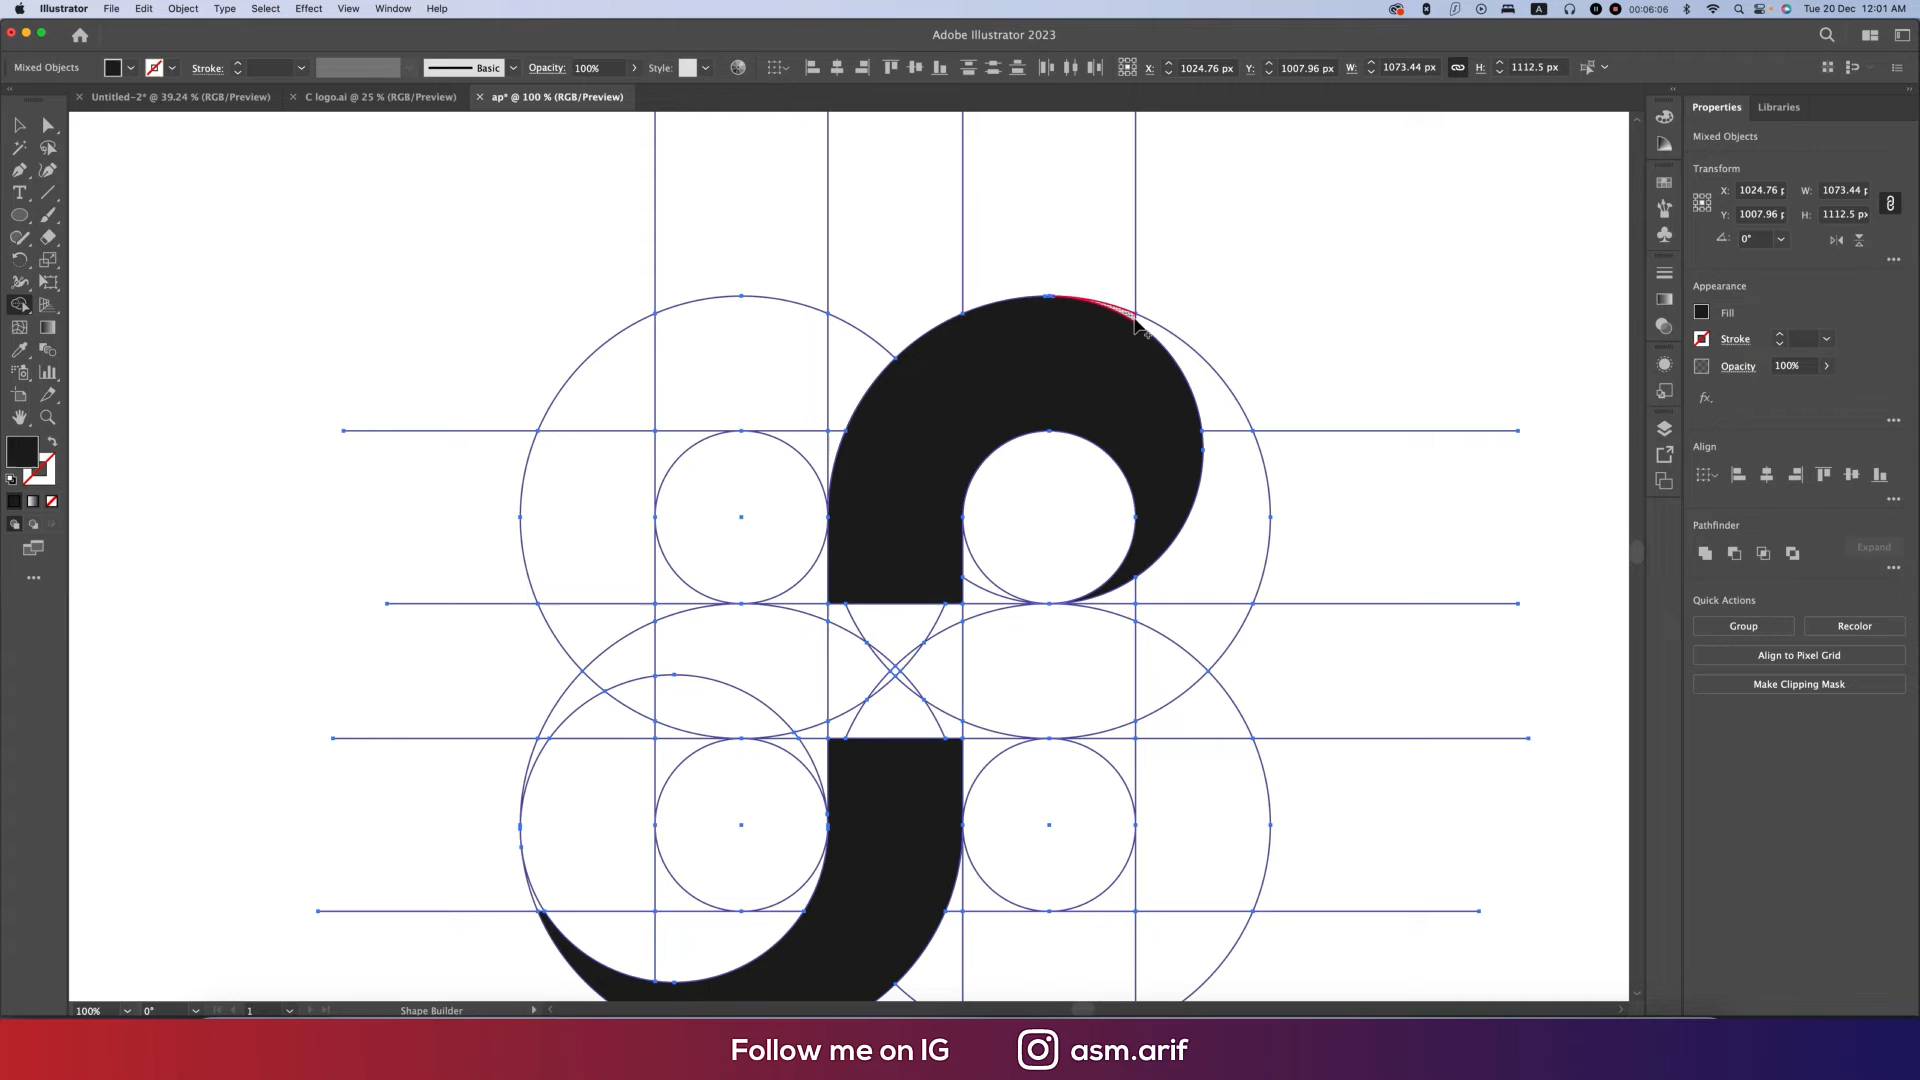 Illustrator File Edit Object Type Select Effect View Window Help A 00:06:06 Tue 20 Dec 12:01 AM
Adobe Illustrator 2023
Mixed Objects Stroke: Basic Opacity: 100% Style: X: 1024.76 px Y: 1007.96 px W: 1073.44 px H: 1112.5 px
Untitled-2* @ 39.24 % (RGB/Preview) C logo.ai @ 25 % (RGB/Preview) ap* @ 100 % (RGB/Preview)
Properties Libraries
Mixed Objects
Transform
X: 1024.76 p W: 1073.44 p
Y: 1007.96 p H: 1112.5 px
0°
Appearance
Fill
Stroke
Opacity 100%
fx.
Align
Pathfinder
Expand
Quick Actions
Group Recolor
Align to Pixel Grid
Make Clipping Mask
100% 0° 1 Shape Builder
Follow me on IG asm.arif